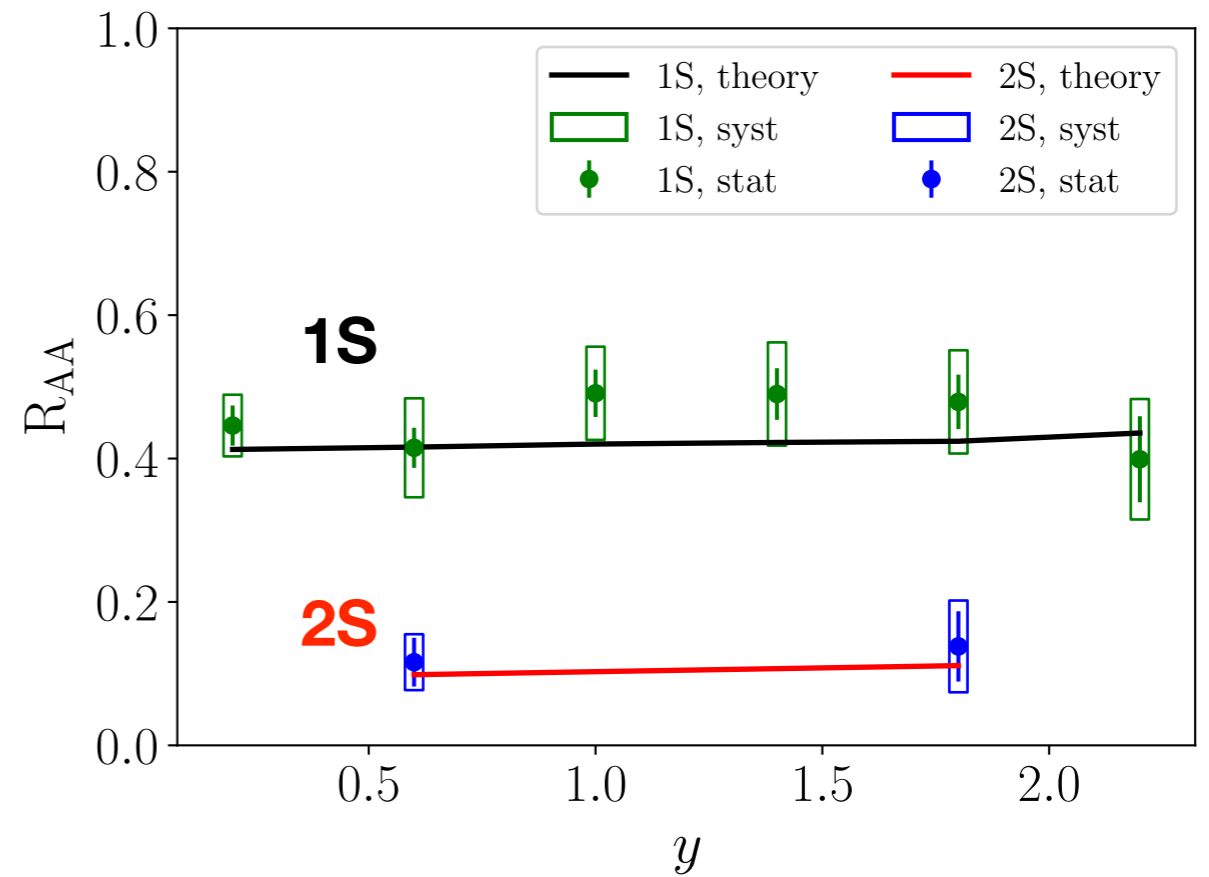 1.0
0.8
0.6
0.4
0.2
0.0
R_AA
1S, theory
1S, syst
1S, stat
2S, theory
2S, syst
2S, stat
1S
2S
0.5 1.0 1.5 2.0
y